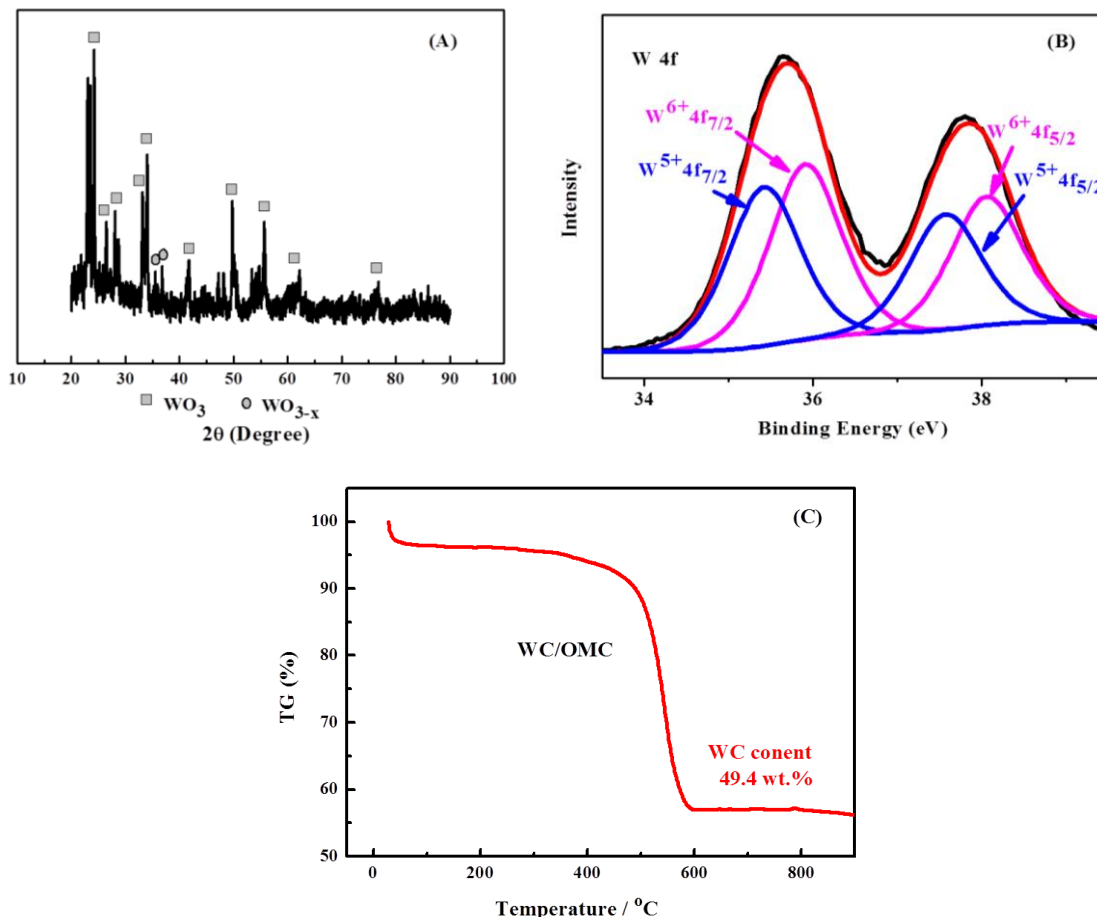 (A)
10 20 30 40 50 60 70 80 90 100
WO3 WO3-x
2θ (Degree)
(B)
W 4f
W6+4f7/2
W5+4f7/2
W6+4f5/2
W5+4f5/2
Intensity
34 36 38
Binding Energy (eV)
(C)
100
90
80
70
60
50
TG (%)
WC/OMC
WC conent
49.4 wt.%
0 200 400 600 800
Temperature / oC